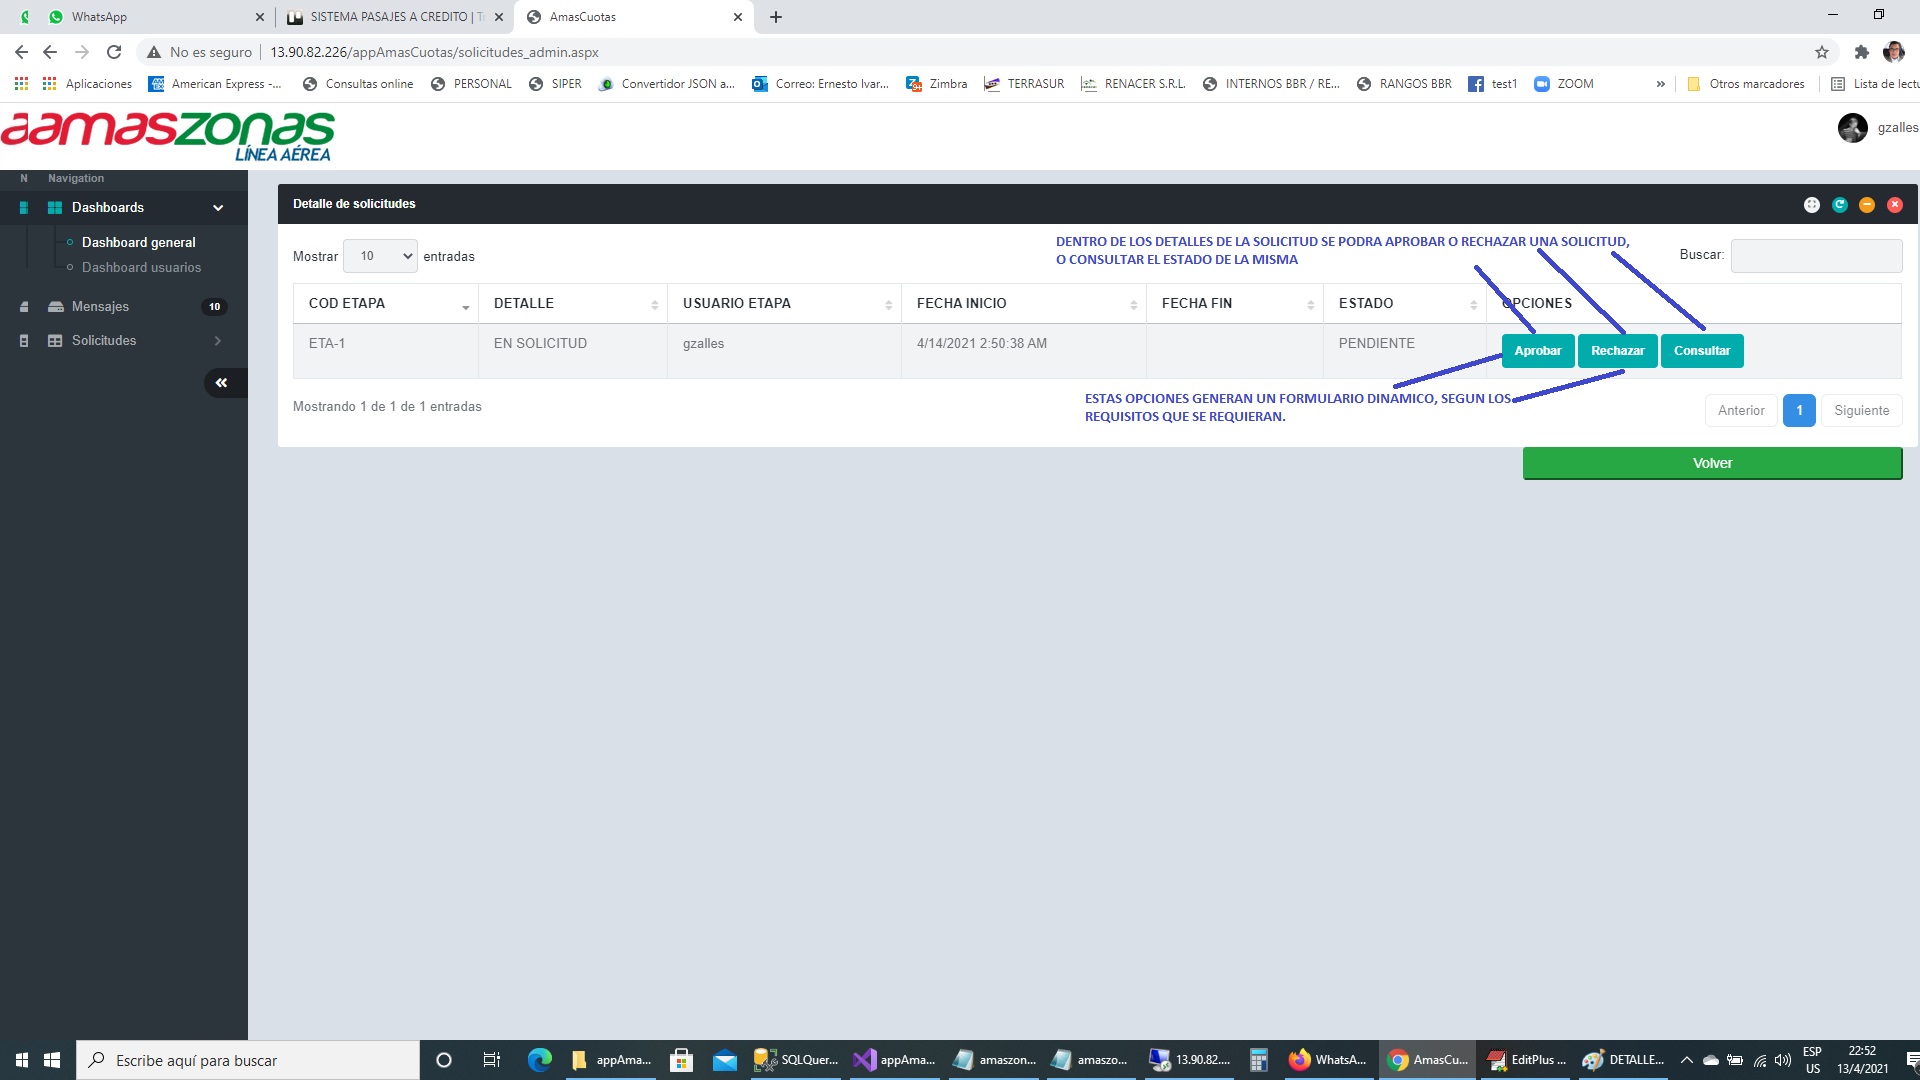 WhatsApp
SISTEMA PASAJES A CREDITO | Tr
AmasCuotas
No es seguro | 13.90.82.226/appAmasCuotas/solicitudes_admin.aspx
Aplicaciones
American Express -...
Consultas online
PERSONAL
SIPER
Convertidor JSON a...
Correo: Ernesto Ivar...
Zimbra
TERRASUR
RENACER S.R.L.
INTERNOS BBR / RE...
RANGOS BBR
test1
ZOOM
»
Otros marcadores
Lista de lectu
aamaszonas
LÍNEA AÉREA
gzalles
N Navigation
Dashboards
Dashboard general
Dashboard usuarios
Mensajes 10
Solicitudes
Detalle de solicitudes
Mostrar 10 entradas
DENTRO DE LOS DETALLES DE LA SOLICITUD SE PODRA APROBAR O RECHAZAR UNA SOLICITUD,
O CONSULTAR EL ESTADO DE LA MISMA
Buscar:
COD ETAPA DETALLE USUARIO ETAPA FECHA INICIO FECHA FIN ESTADO OPCIONES
ETA-1 EN SOLICITUD gzalles 4/14/2021 2:50:38 AM PENDIENTE Aprobar Rechazar Consultar
ESTAS OPCIONES GENERAN UN FORMULARIO DINAMICO, SEGUN LOS
REQUISITOS QUE SE REQUIERAN.
Mostrando 1 de 1 de 1 entradas
Anterior 1 Siguiente
Volver
Escribe aquí para buscar
appAma...
SQLQuer...
appAma...
amaszon...
amaszo...
13.90.82....
WhatsA...
AmasCu...
EditPlus ...
DETALLE...
ESP
US
22:52
13/4/2021